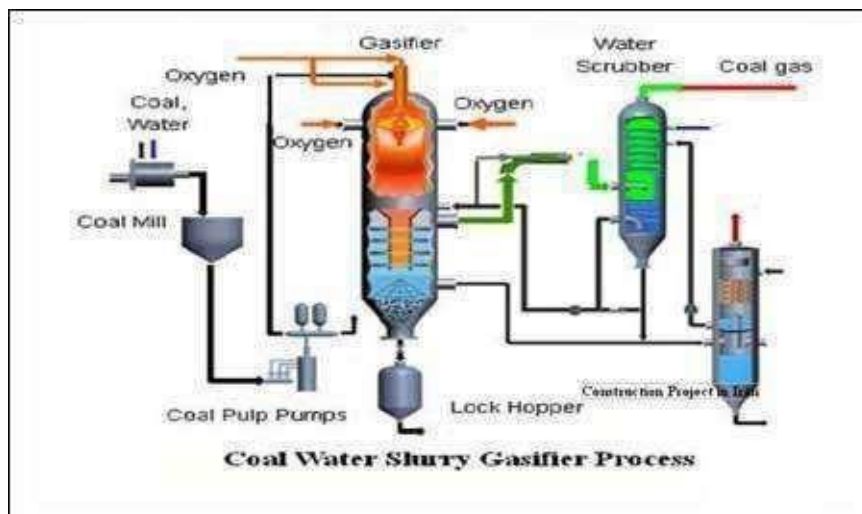 Gasifier
Water
Scrubber
Coal gas
Oxygen
Coal,
Water
Oxygen
Oxygen
Coal Mill
Construction Project in Iran
Coal Pulp Pumps
Lock Hopper
Coal Water Slurry Gasifier Process